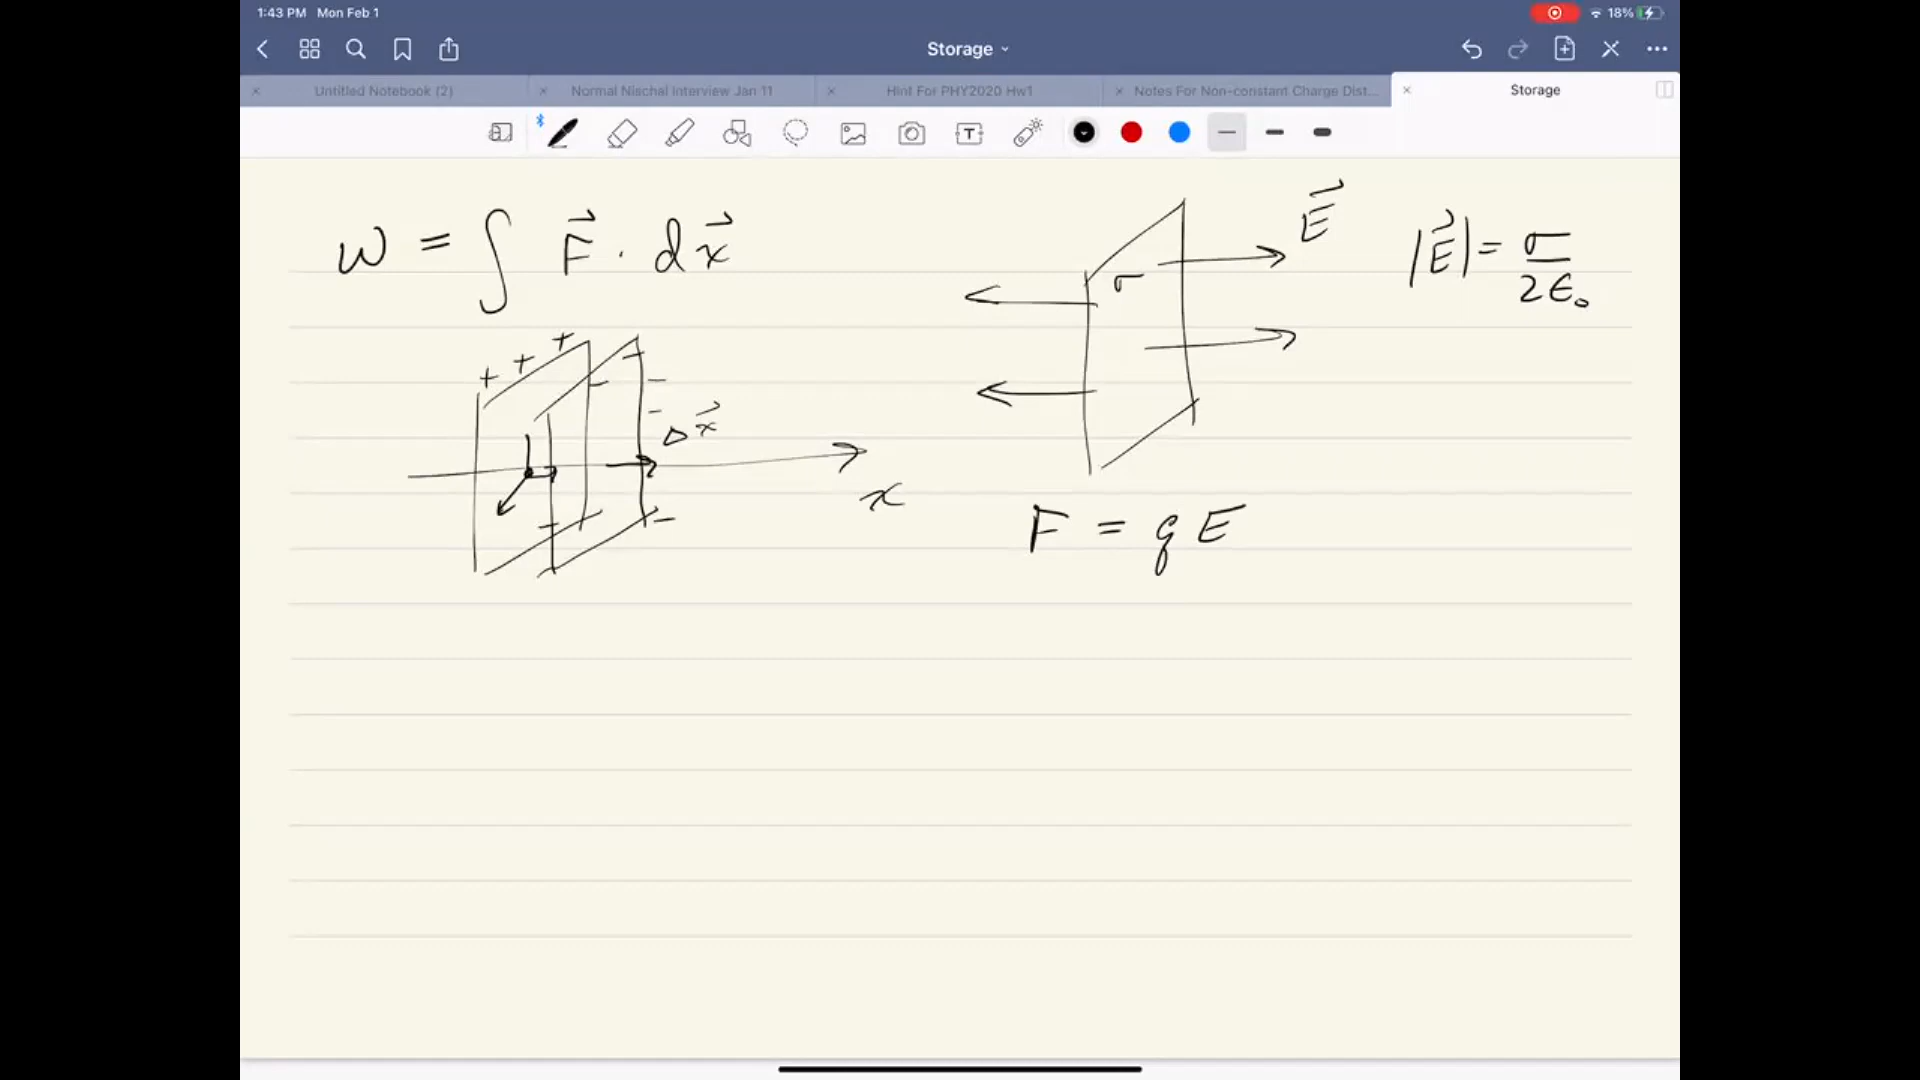 1:43 PM Mon Feb 1
18%
Storage
Untitled Notebook (2)
Normal Nischal Interview Jan 11
Hint For PHY2020 Hw1
Notes For Non-constant Charge Dist...
Storage
T
W = ∫ F⃗ · dx⃗
E⃗
|E⃗| = σ / 2ϵ₀
σ
+ + +
− − − −
Δx⃗
x
F = qE